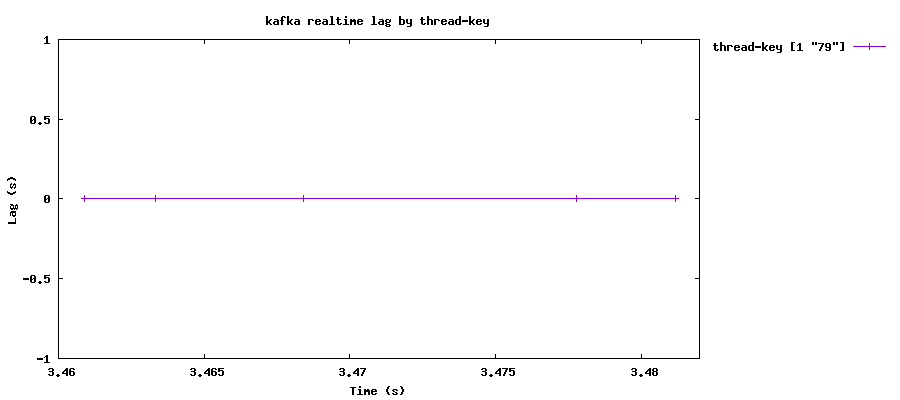 kafka realtime lag by thread-key
thread-key [1 "79"]
1
0.5
0
-0.5
-1
Lag (s)
3.46 3.465 3.47 3.475 3.48
Time (s)